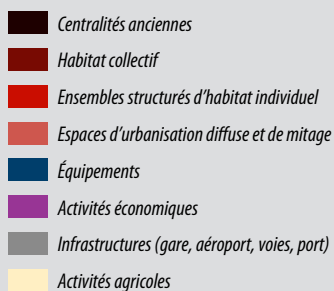 Centralités anciennes
Habitat collectif
Ensembles structurés d’habitat individuel
Espaces d’urbanisation diffuse et de mitage
Équipements
Activités économiques
Infrastructures (gare, aéroport, voies, port)
Activités agricoles